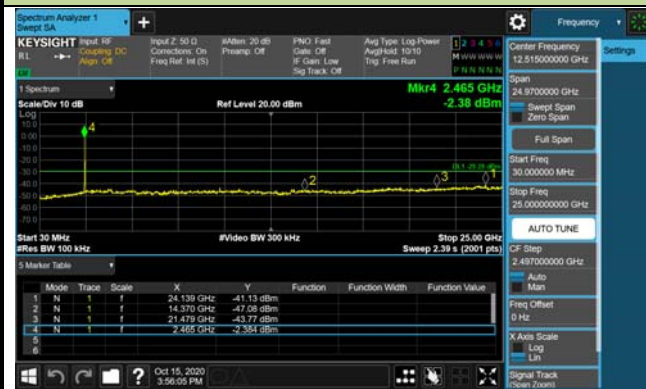 Spectrum Analyzer 1
Swept SA
Frequency
KEYSIGHT
Input: RF
Input Z: 50 Ω
#Atten: 20 dB
PNO: Fast
Avg Type: Log-Power
1 2 3 4 5 6
RL
Coupling: DC
Corrections: On
Preamp: Off
Gate: Off
Avg|Hold: 10/10
M W W W W W
Align: Off
Freq Ref: Int (S)
IF Gain: Low
Trig: Free Run
Sig Track: Off
P N N N N N
Center Frequency
12.515000000 GHz
Settings
1 Spectrum
Mkr4 2.465 GHz
Scale/Div 10 dB
Ref Level 20.00 dBm
-2.38 dBm
Log
10.0
0.00
-10.0
-20.0
-30.0
-40.0
-50.0
-60.0
-70.0
4
2
3
1
Start 30 MHz
#Video BW 300 kHz
Stop 25.00 GHz
#Res BW 100 kHz
Sweep 2.39 s (2001 pts)
Span
24.9700000 GHz
Swept Span
Zero Span
Full Span
Start Freq
30.000000 MHz
Stop Freq
25.000000000 GHz
AUTO TUNE
CF Step
2.497000000 GHz
Auto
Man
Freq Offset
0 Hz
X Axis Scale
Log
Lin
Signal Track
(Span Zoom)
5 Marker Table
Mode Trace Scale X Y Function Function Width Function Value
1 N 1 f 24.139 GHz -41.13 dBm
2 N 1 f 14.370 GHz -47.08 dBm
3 N 1 f 21.479 GHz -43.77 dBm
4 N 1 f 2.465 GHz -2.384 dBm
5
6
Oct 15, 2020
3:56:05 PM